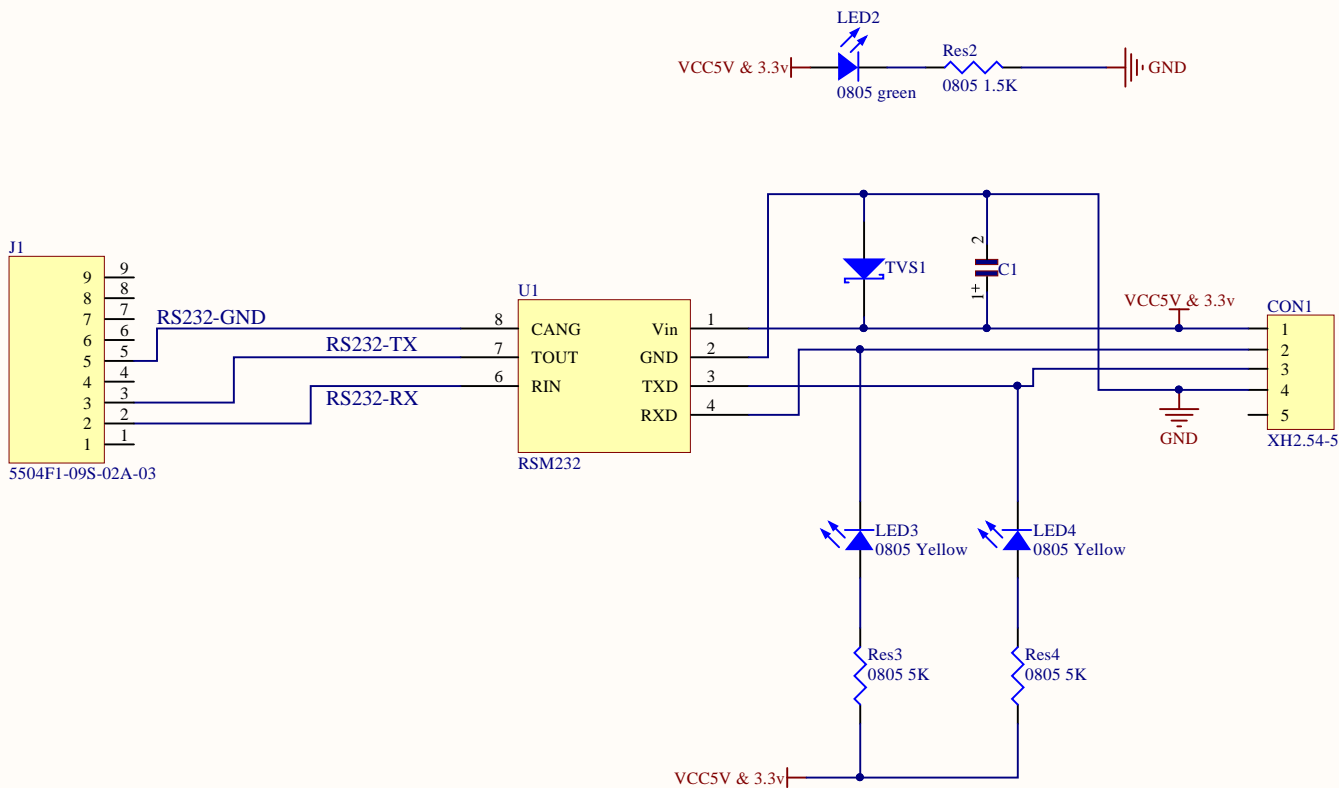 LED2
VCC5V & 3.3v
0805 green
Res2
0805 1.5K
GND
J1
9 9
8 8
7 7
6 6
5 5
4 4
3 3
2 2
1 1
5504F1-09S-02A-03
RS232-GND
RS232-TX
RS232-RX
U1
8 CANG Vin 1
7 TOUT GND 2
6 RIN TXD 3
RXD 4
RSM232
TVS1
2
C1
1+
VCC5V & 3.3v
GND
CON1
1
2
3
4
5
XH2.54-5
LED3
0805 Yellow
LED4
0805 Yellow
Res3
0805 5K
Res4
0805 5K
VCC5V & 3.3v